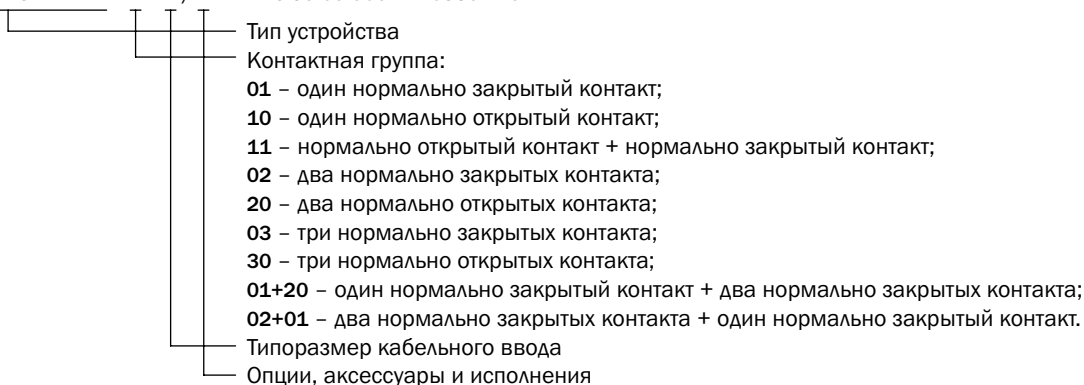 Тип устройства
Контактная группа:
01 – один нормально закрытый контакт;
10 – один нормально открытый контакт;
11 – нормально открытый контакт + нормально закрытый контакт;
02 – два нормально закрытых контакта;
20 – два нормально открытых контакта;
03 – три нормально закрытых контакта;
30 – три нормально открытых контакта;
01+20 – один нормально закрытый контакт + два нормально закрытых контакта;
02+01 – два нормально закрытых контакта + один нормально закрытый контакт.
Типоразмер кабельного ввода
Опции, аксессуары и исполнения